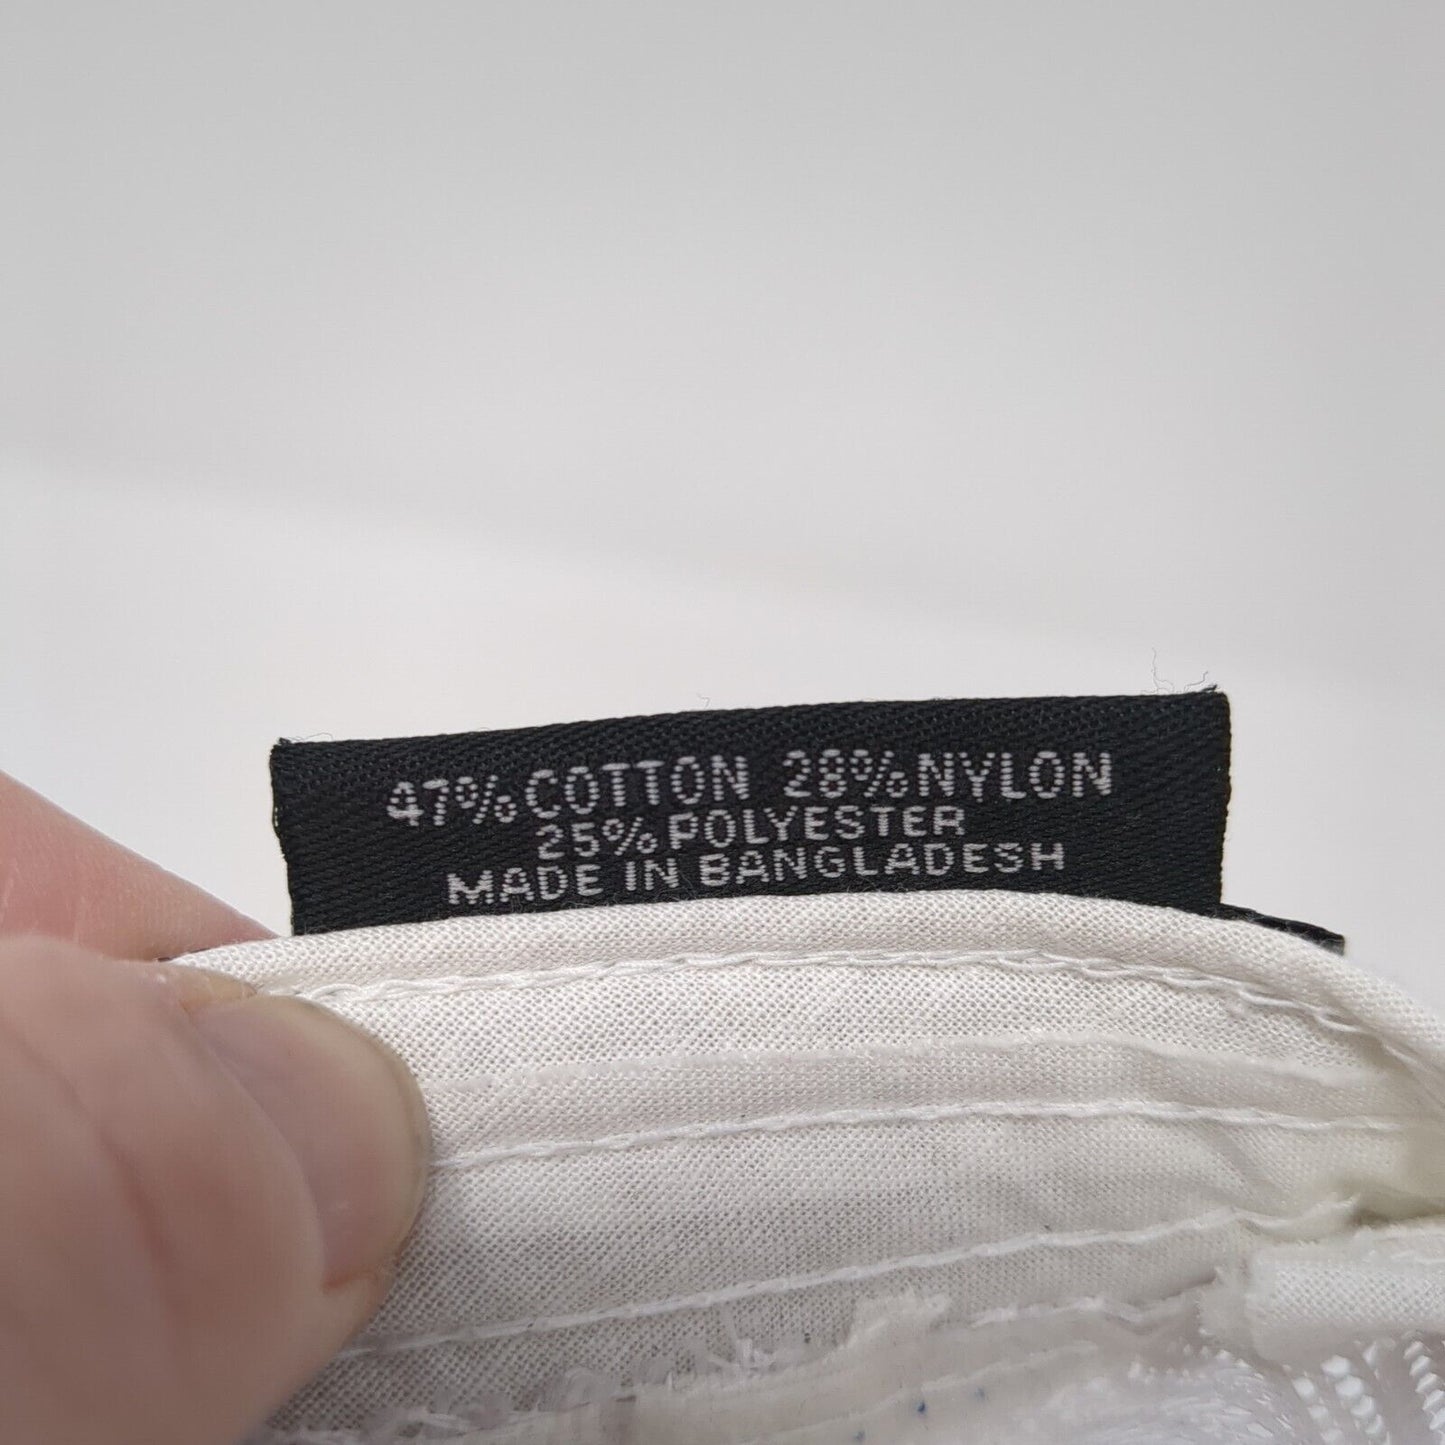 47% COTTON 28% NYLON
25% POLYESTER
MADE IN BANGLADESH